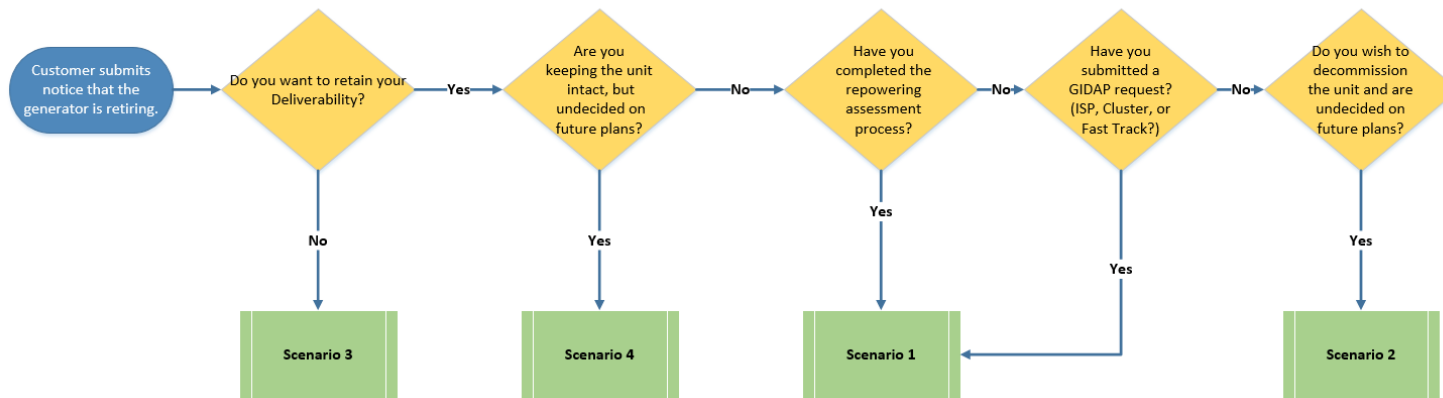 Customer submits
notice that the
generator is retiring.
Do you want to retain your
Deliverability?
Yes
Are you
keeping the unit
intact, but
undecided on
future plans?
No
Have you
completed the
repowering
assessment
process?
No
Have you
submitted a
GIDAP request?
(ISP, Cluster, or
Fast Track?)
No
Do you wish to
decommission
the unit and are
undecided on
future plans?
No
Yes
Yes
Yes
Yes
Scenario 3
Scenario 4
Scenario 1
Scenario 2